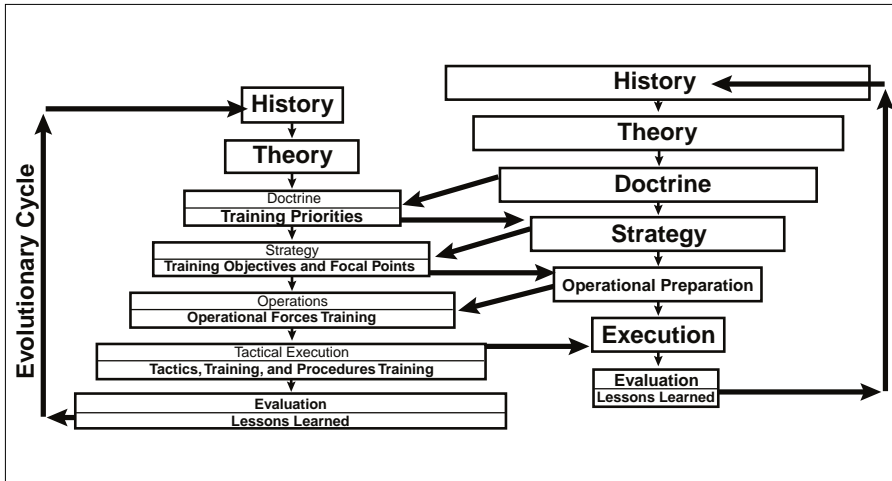 Evolutionary Cycle
History
Theory
Doctrine
Training Priorities
Strategy
Training Objectives and Focal Points
Operations
Operational Forces Training
Tactical Execution
Tactics, Training, and Procedures Training
Evaluation
Lessons Learned
History
Theory
Doctrine
Strategy
Operational Preparation
Execution
Evaluation
Lessons Learned